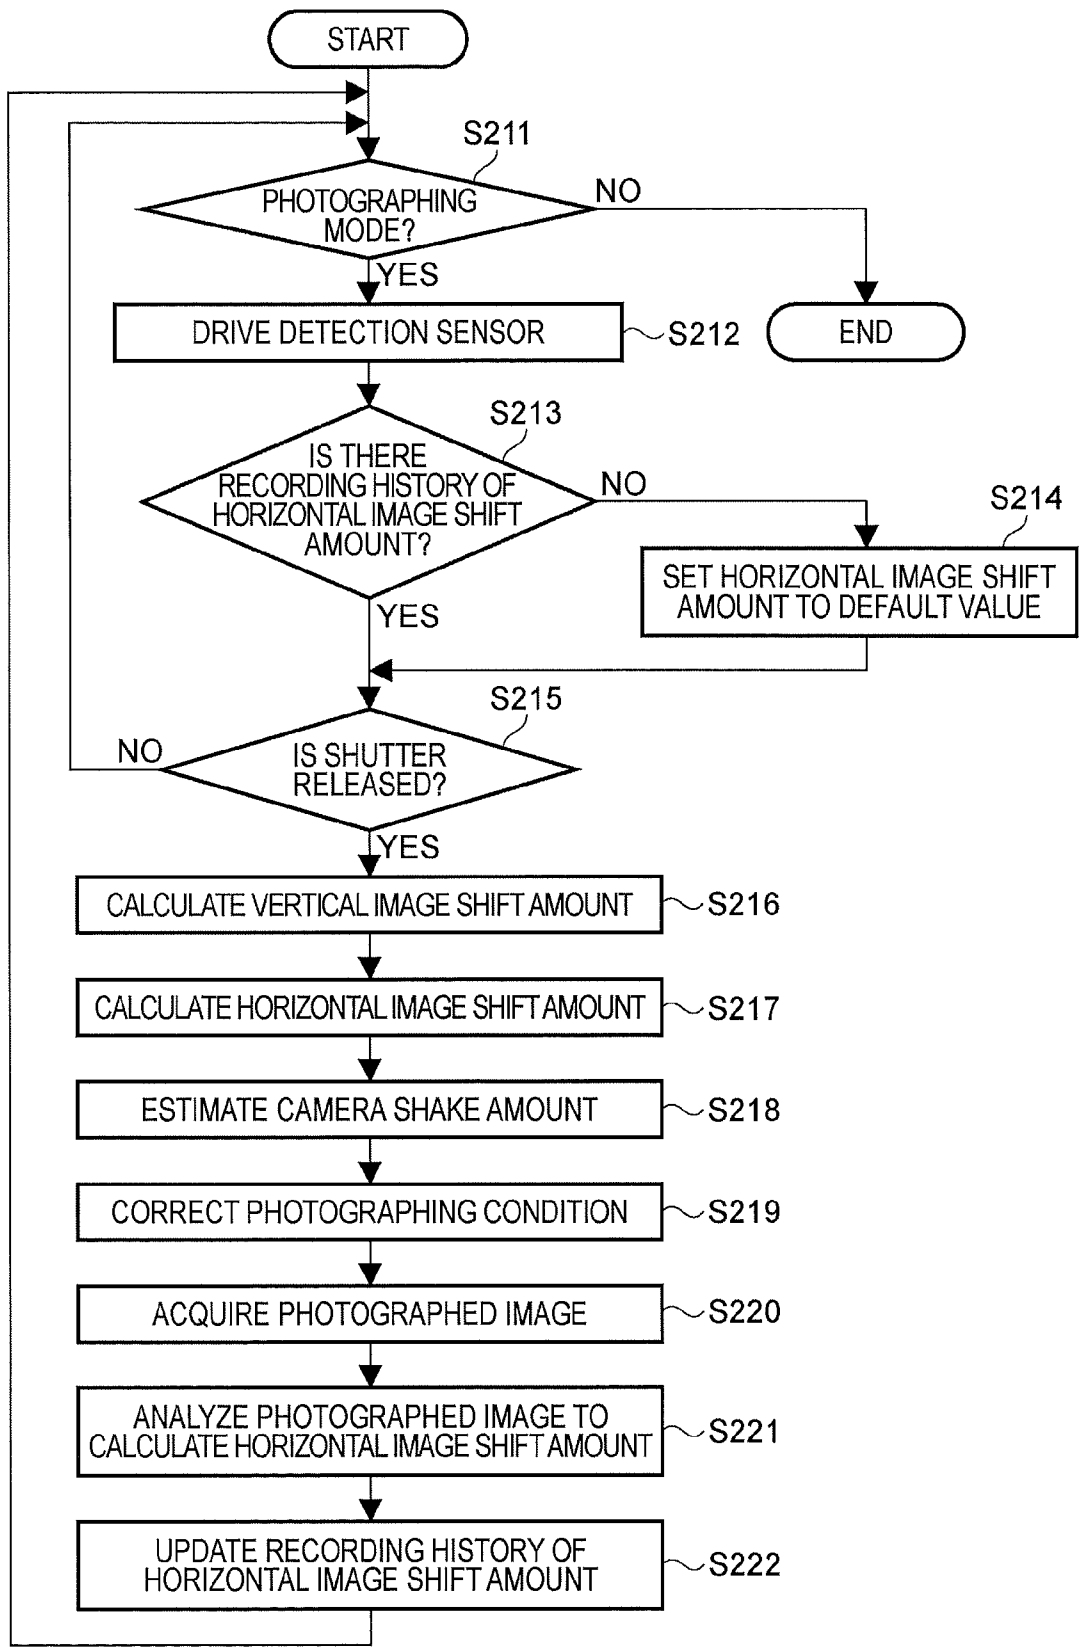 START
S211
PHOTOGRAPHING
MODE?
NO
YES
DRIVE DETECTION SENSOR
S212
END
S213
IS THERE
RECORDING HISTORY OF
HORIZONTAL IMAGE SHIFT
AMOUNT?
NO
S214
SET HORIZONTAL IMAGE SHIFT
AMOUNT TO DEFAULT VALUE
YES
S215
IS SHUTTER
RELEASED?
NO
YES
CALCULATE VERTICAL IMAGE SHIFT AMOUNT
S216
CALCULATE HORIZONTAL IMAGE SHIFT AMOUNT
S217
ESTIMATE CAMERA SHAKE AMOUNT
S218
CORRECT PHOTOGRAPHING CONDITION
S219
ACQUIRE PHOTOGRAPHED IMAGE
S220
ANALYZE PHOTOGRAPHED IMAGE TO
CALCULATE HORIZONTAL IMAGE SHIFT AMOUNT
S221
UPDATE RECORDING HISTORY OF
HORIZONTAL IMAGE SHIFT AMOUNT
S222